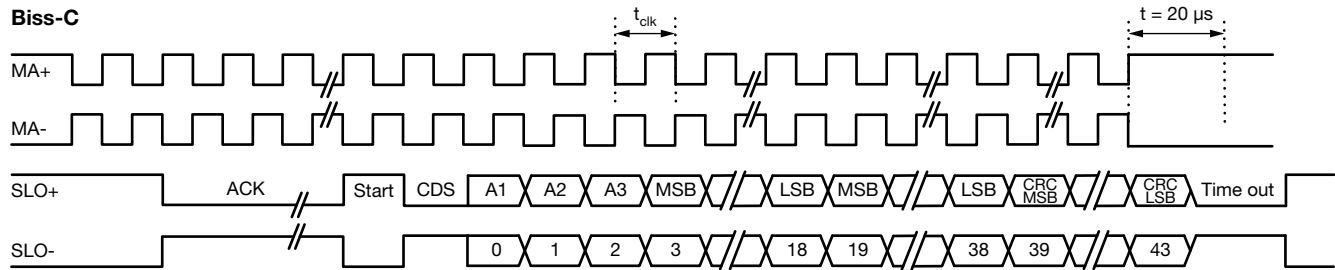 Biss-C
t_clk
t = 20 µs
MA+
MA-
SLO+ ACK Start CDS A1 A2 A3 MSB LSB MSB LSB CRC MSB CRC LSB Time out
SLO- 0 1 2 3 18 19 38 39 43